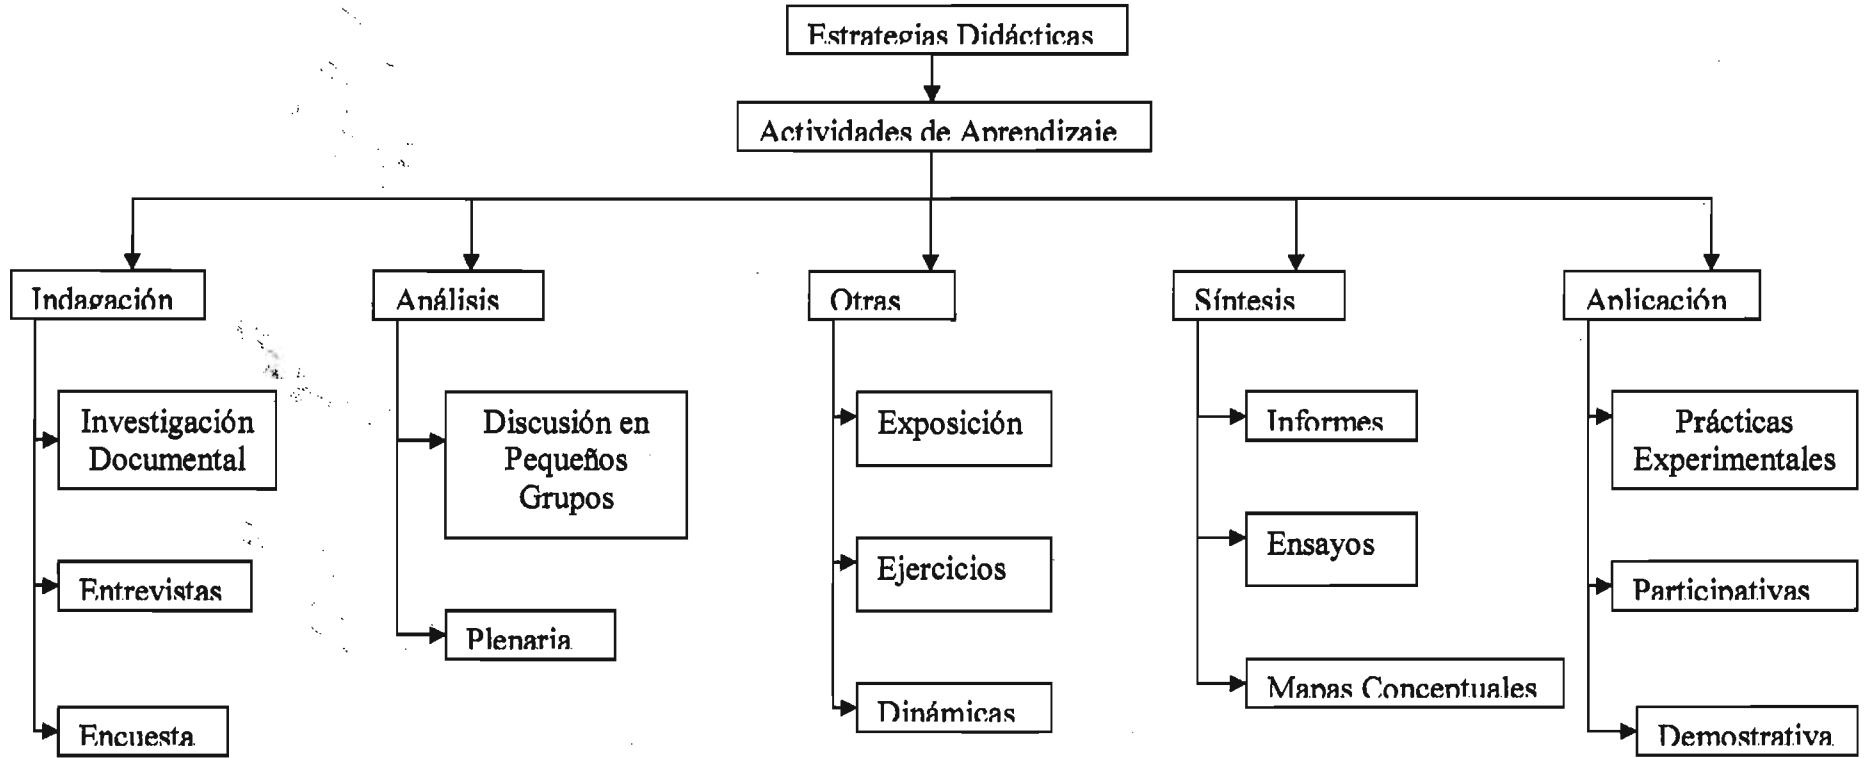 Estrategias Didácticas
Actividades de Aprendizaje
Indagación
Análisis
Otras
Síntesis
Aplicación
Investigación
Documental
Entrevistas
Encuesta
Discusión en
Pequeños
Grupos
Plenaria
Exposición
Ejercicios
Dinámicas
Informes
Ensayos
Mapas Conceptuales
Prácticas
Experimentales
Participativas
Demostrativa